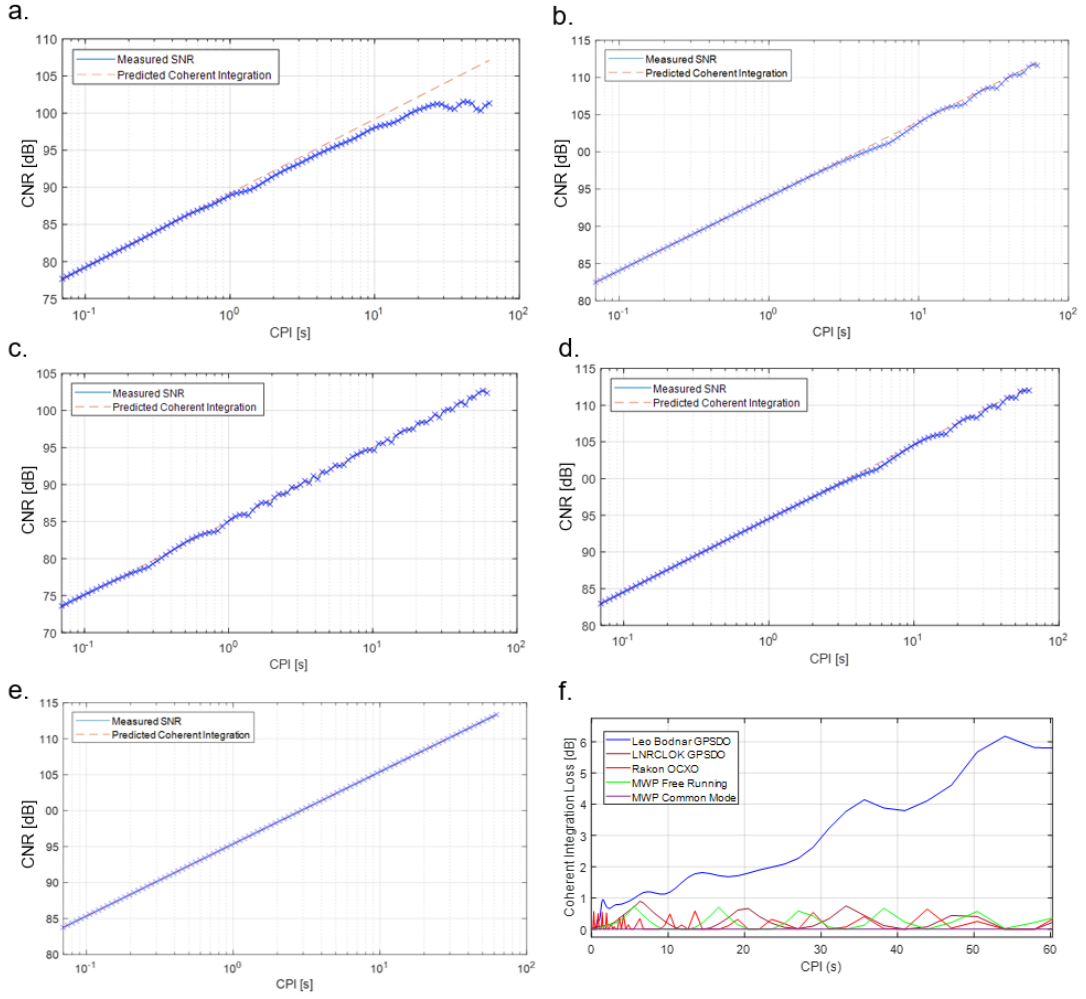 a.
110
105
100
95
90
85
80
75
CNR [dB]
Measured SNR
Predicted Coherent Integration
10⁻¹ 10⁰ 10¹ 10²
CPI [s]
b.
110
105
00
95
90
85
80
CNR [dB]
Measured SNR
Predicted Coherent Integration
10⁻¹ 10⁰ 10¹ 10²
CPI [s]
c.
105
100
95
90
85
80
75
70
CNR [dB]
Measured SNR
Predicted Coherent Integration
10⁻¹ 10⁰ 10¹ 10²
CPI [s]
d.
115
110
105
00
95
90
85
80
CNR [dB]
Measured SNR
Predicted Coherent Integration
10⁻¹ 10⁰ 10¹ 10²
CPI [s]
e.
115
110
105
00
95
90
85
80
CNR [dB]
Measured SNR
Predicted Coherent Integration
10⁻¹ 10⁰ 10¹ 10²
CPI [s]
f.
6
5
4
3
2
1
0
Coherent Integration Loss [dB]
Leo Bodnar GPSDO
LNRCLOK GPSDO
Rakon OCXO
MWP Free Running
MWP Common Mode
0 10 20 30 40 50 60
CPI (s)